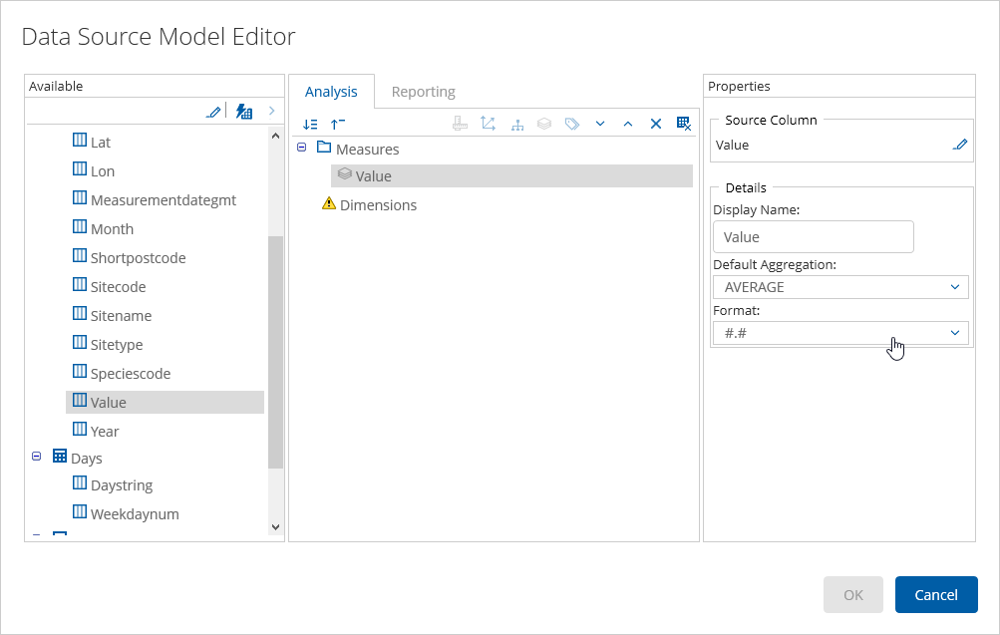 Data Source Model Editor
Available
Lat
Lon
Measurementdategmt
Month
Shortpostcode
Sitecode
Sitename
Sitetype
Speciescode
Value
Year
Days
Daystring
Weekdaynum
Analysis
Reporting
Measures
Value
Dimensions
Properties
Source Column
Value
Details
Display Name:
Value
Default Aggregation:
AVERAGE
Format:
#.#
OK
Cancel